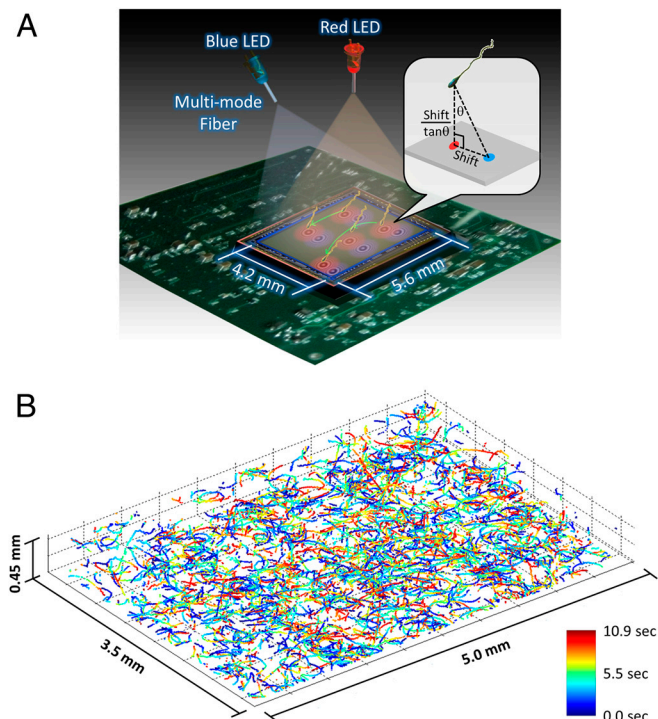 A
Blue LED
Red LED
Multi-mode
Fiber
Shift
tanθ
θ
Shift
4.2 mm
5.6 mm
B
0.45 mm
3.5 mm
5.0 mm
10.9 sec
5.5 sec
0.0 sec